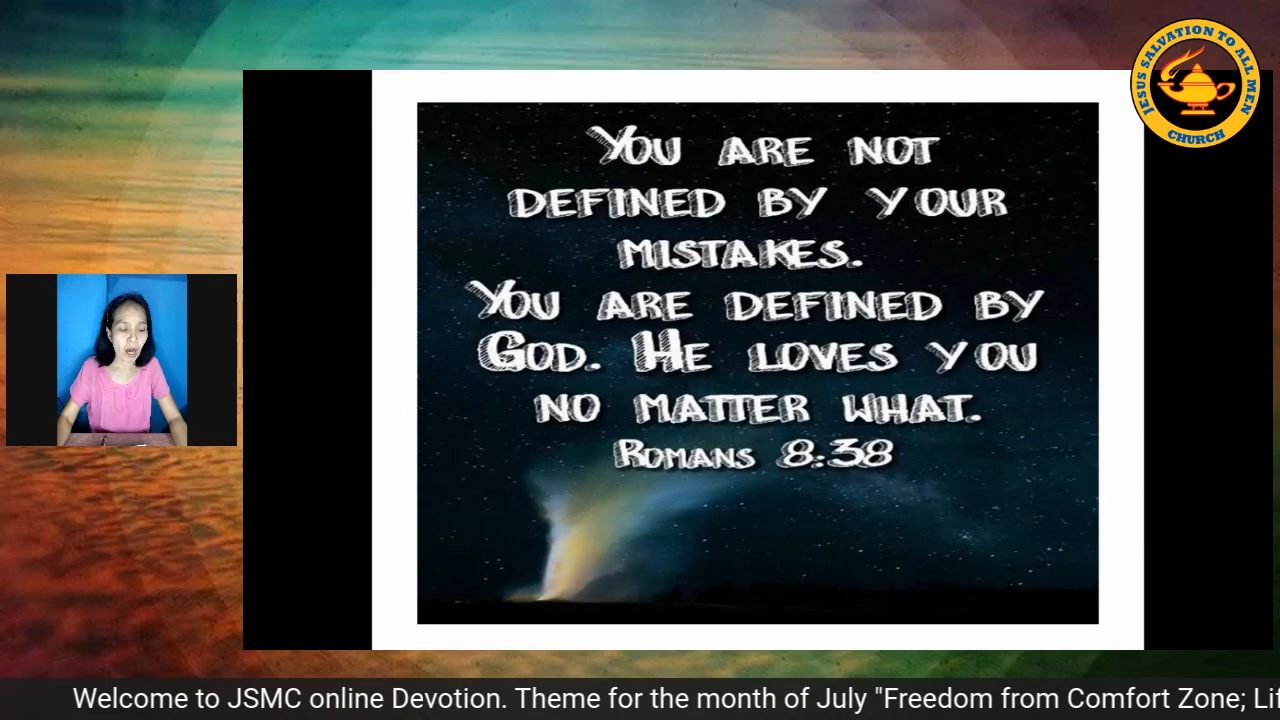 JESUS SALVATION TO ALL MEN
CHURCH
YOU ARE NOT
DEFINED BY YOUR
MISTAKES.
YOU ARE DEFINED BY
GOD. HE LOVES YOU
NO MATTER WHAT.
ROMANS 8:38
Welcome to JSMC online Devotion. Theme for the month of July "Freedom from Comfort Zone;